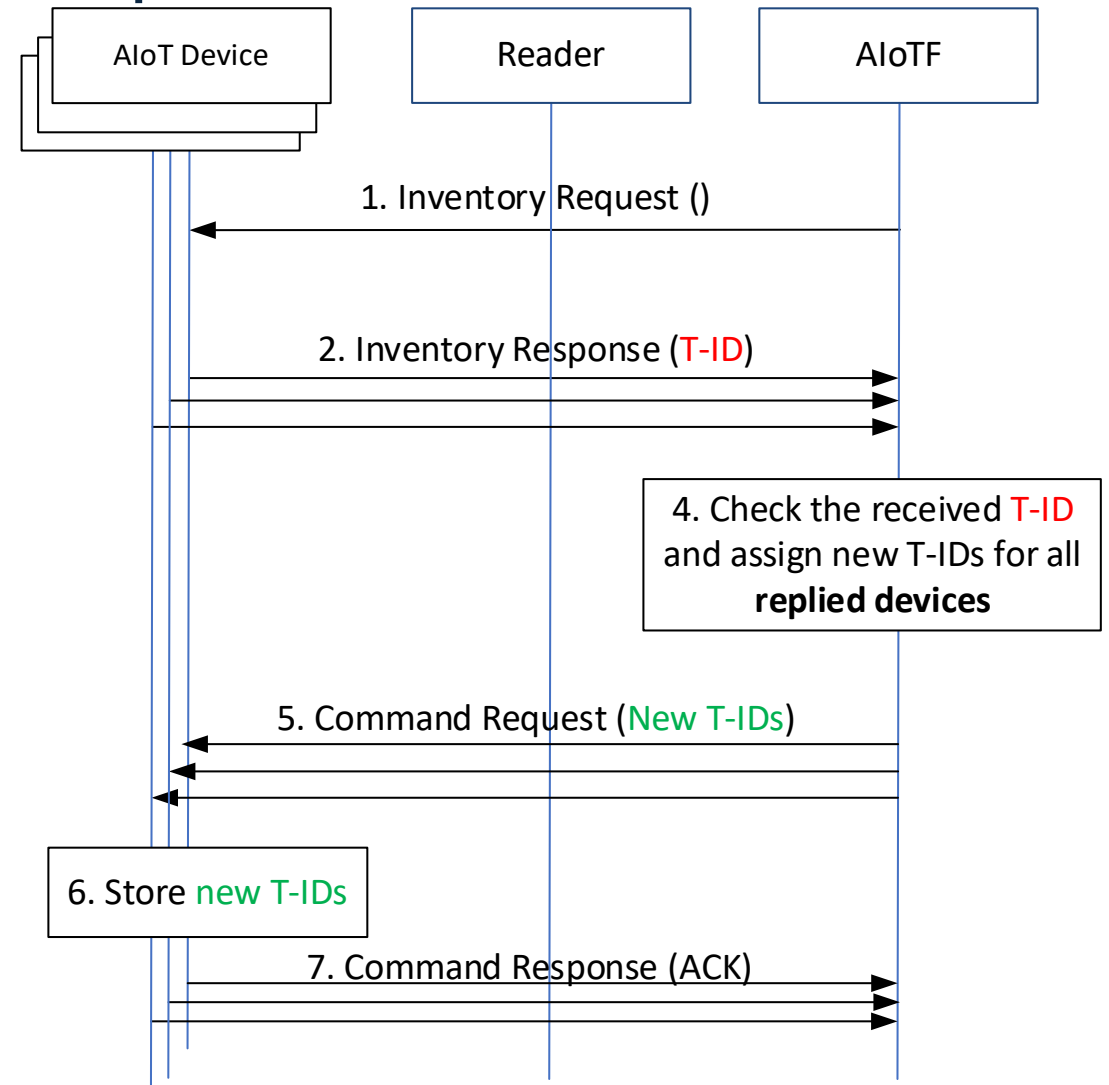 AIoT Device
Reader
AIoTF
1. Inventory Request ()
2. Inventory Response (T-ID)
4. Check the received T-ID
and assign new T-IDs for all
replied devices
5. Command Request (New T-IDs)
6. Store new T-IDs
7. Command Response (ACK)